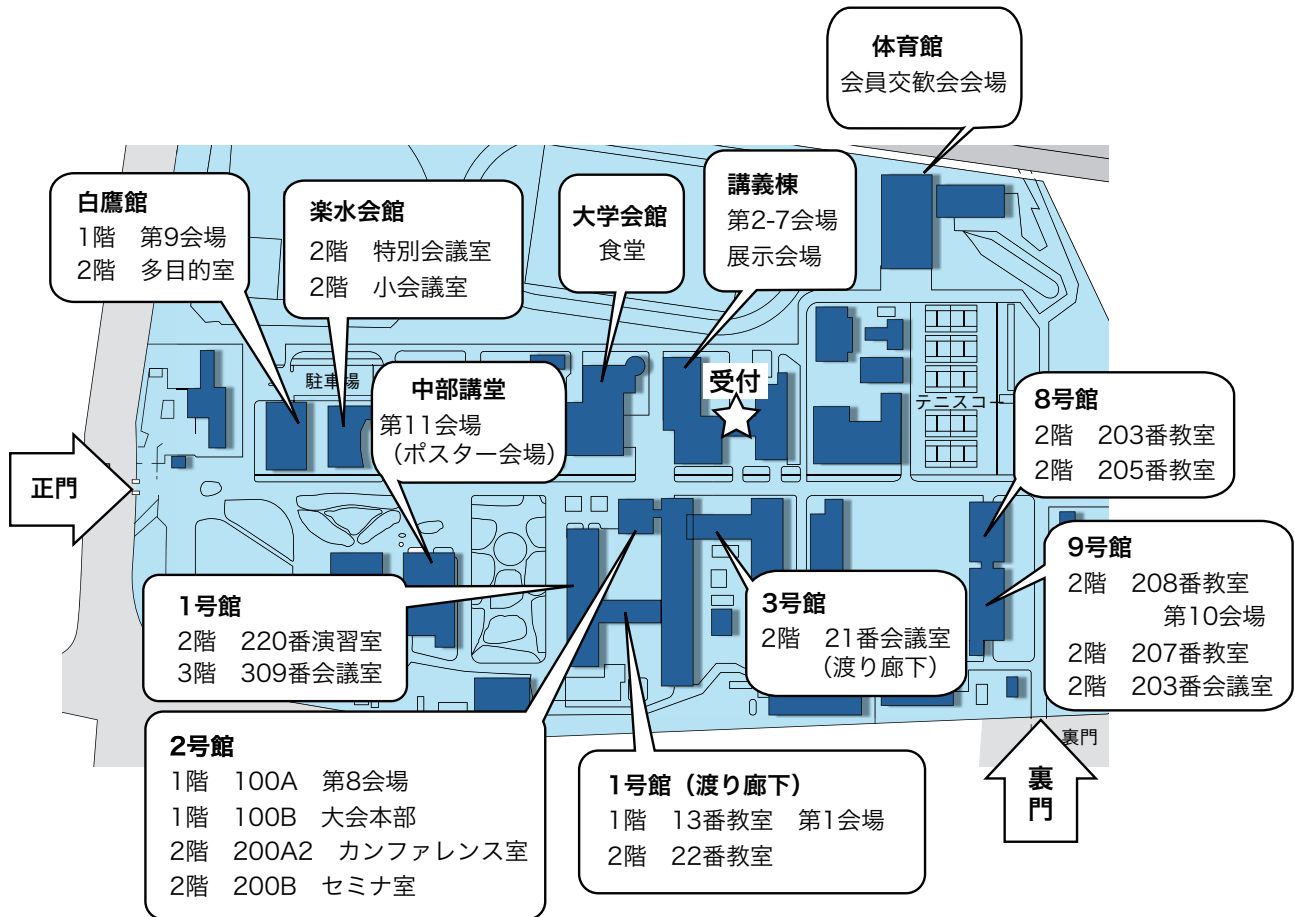 体育館
会員交歓会会場
白鷹館
1階 第9会場
2階 多目的室
楽水会館
2階 特別会議室
2階 小会議室
大学会館
食堂
講義棟
第2-7会場
展示会場
駐車場
中部講堂
第11会場
（ポスター会場）
受付
テニスコー
8号館
2階 203番教室
2階 205番教室
正門
9号館
2階 208番教室
第10会場
2階 207番教室
2階 203番会議室
1号館
2階 220番演習室
3階 309番会議室
3号館
2階 21番会議室
（渡り廊下）
2号館
1階 100A 第8会場
1階 100B 大会本部
2階 200A2 カンファレンス室
2階 200B セミナ室
1号館（渡り廊下）
1階 13番教室 第1会場
2階 22番教室
裏門
裏門